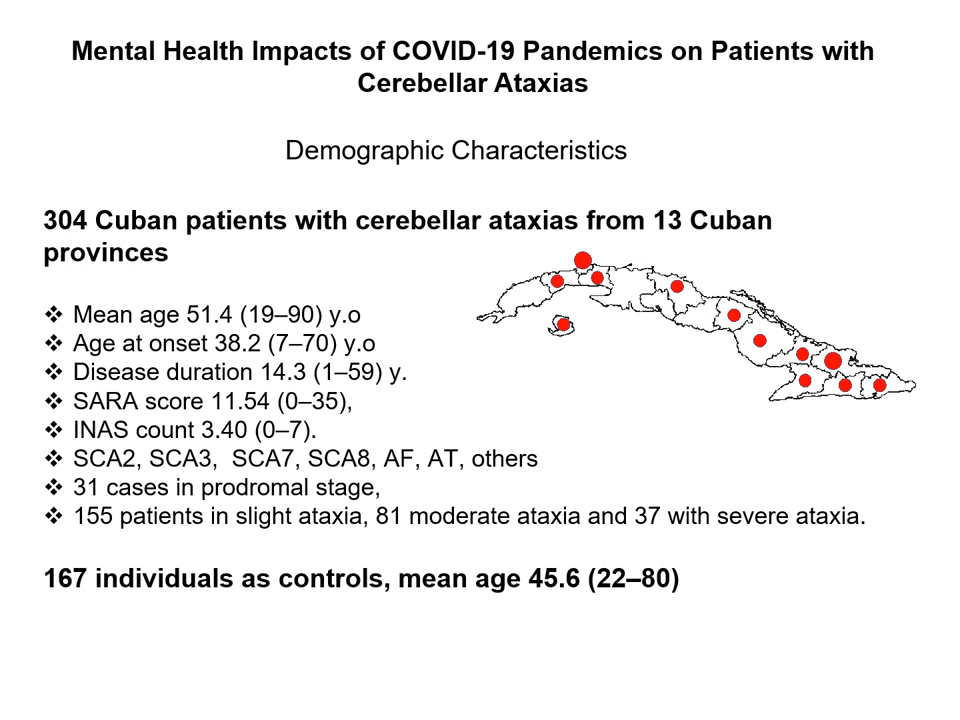 Mental Health Impacts of COVID-19 Pandemics on Patients with
Cerebellar Ataxias
Demographic Characteristics
304 Cuban patients with cerebellar ataxias from 13 Cuban
provinces
❖ Mean age 51.4 (19–90) y.o
❖ Age at onset 38.2 (7–70) y.o
❖ Disease duration 14.3 (1–59) y.
❖ SARA score 11.54 (0–35),
❖ INAS count 3.40 (0–7).
❖ SCA2, SCA3,  SCA7, SCA8, AF, AT, others
❖ 31 cases in prodromal stage,
❖ 155 patients in slight ataxia, 81 moderate ataxia and 37 with severe ataxia.
167 individuals as controls, mean age 45.6 (22–80)